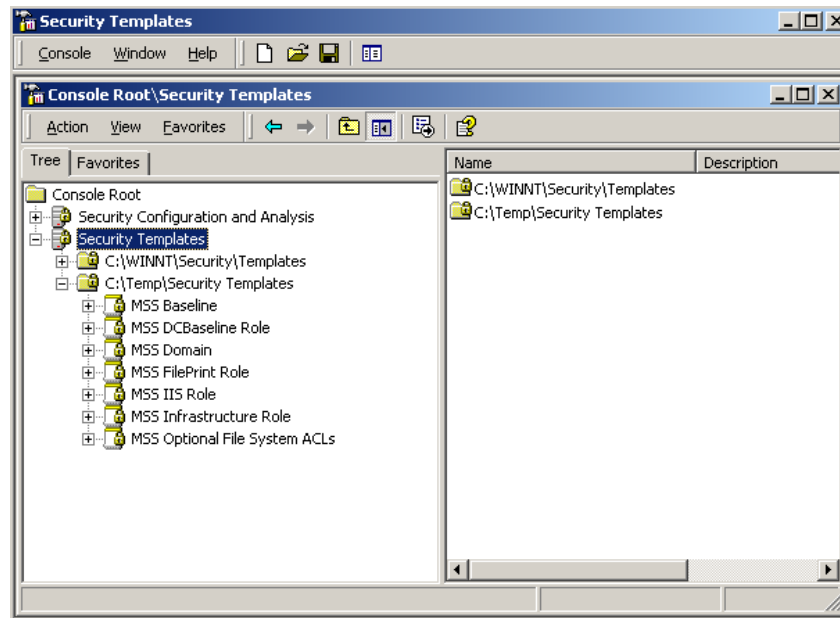 Security Templates
Console Window Help
Console Root\Security Templates
Action View Favorites
Tree Favorites
Name Description
Console Root
Security Configuration and Analysis
Security Templates
C:\WINNT\Security\Templates
C:\Temp\Security Templates
MSS Baseline
MSS DCBaseline Role
MSS Domain
MSS FilePrint Role
MSS IIS Role
MSS Infrastructure Role
MSS Optional File System ACLs
C:\WINNT\Security\Templates
C:\Temp\Security Templates